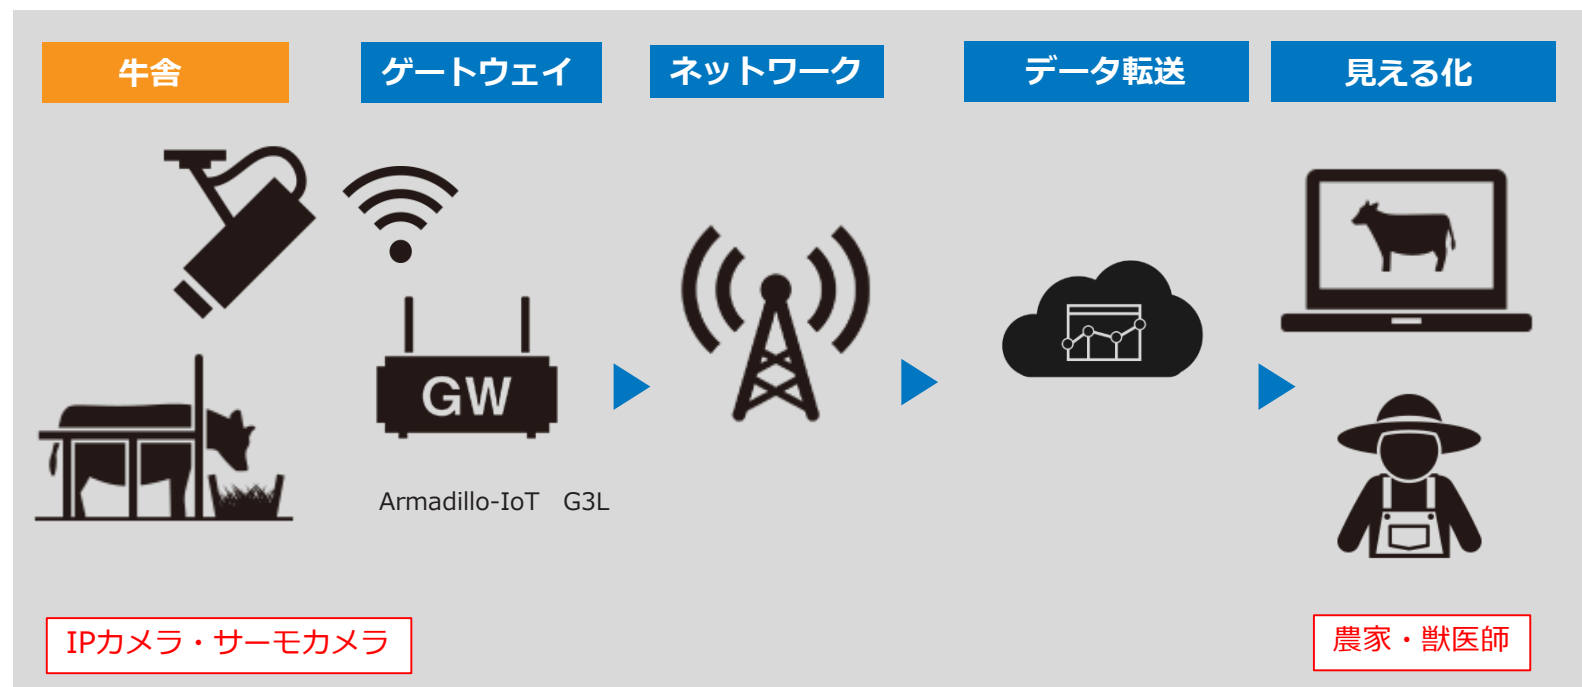 牛舎
ゲートウェイ
ネットワーク
データ転送
見える化
GW
Armadillo-IoT　G3L
IPカメラ・サーモカメラ
農家・獣医師